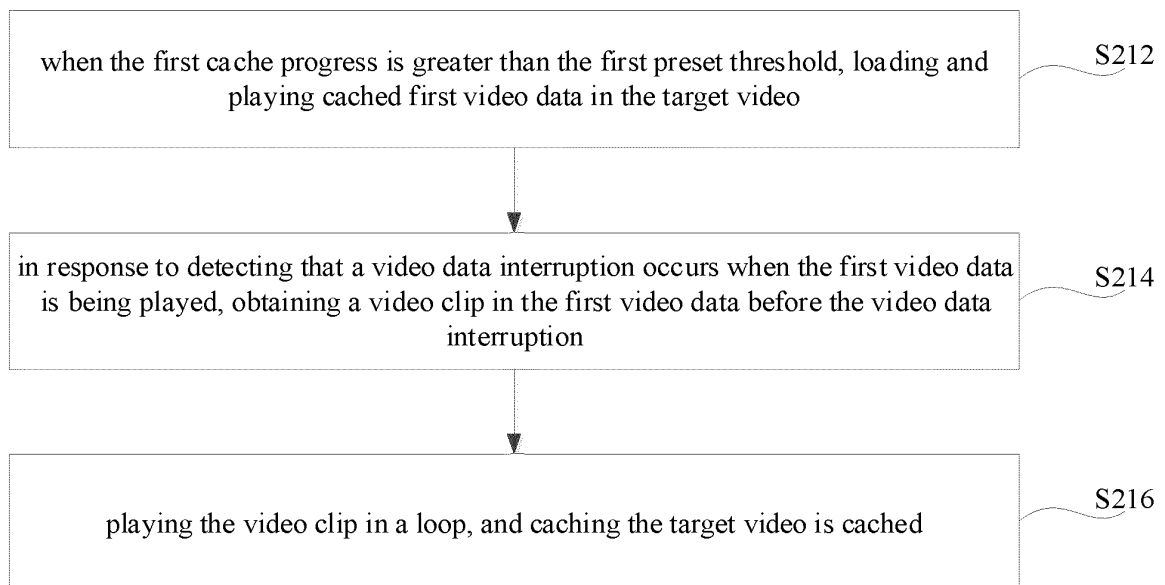 when the first cache progress is greater than the first preset threshold, loading and
playing cached first video data in the target video
S212
in response to detecting that a video data interruption occurs when the first video data
is being played, obtaining a video clip in the first video data before the video data
interruption
S214
playing the video clip in a loop, and caching the target video is cached
S216